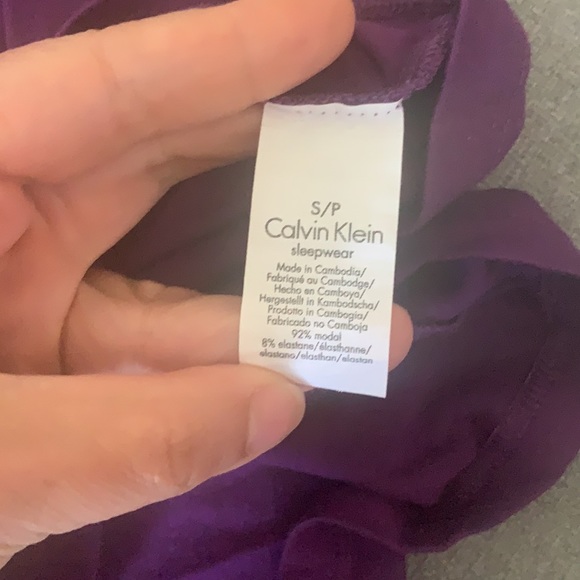 S/P
Calvin Klein
sleepwear
Made in Cambodia/
Fabriqué au Cambodge/
Hecho en Camboya/
Hergestellt in Kambodscha/
Prodotto in Cambogia/
Fabricado no Camboja
92% modal
8% elastane/élasthanne/
elastano/elasthan/elastan